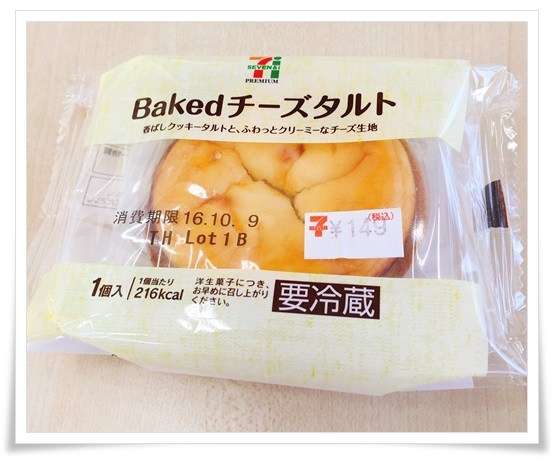 SEVEN&i
PREMIUM
Bakedチーズタルト
香ばしクッキータルトと、ふわっとクリーミーなチーズ生地
消費期限 16.10. 9
TH Lot 1 B
(税込)
¥149
1個入
1個当たり
216kcal
洋生菓子につき、
お早めに召し上がり
ください。
要冷蔵